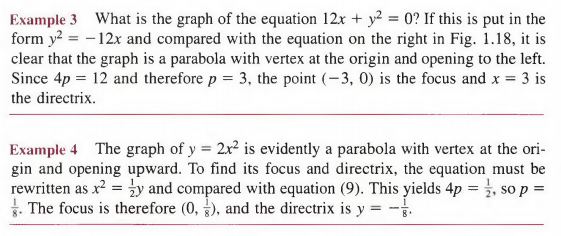 Example 3 What is the graph of the equation 12x + y² = 0? If this is put in the
form y² = −12x and compared with the equation on the right in Fig. 1.18, it is
clear that the graph is a parabola with vertex at the origin and opening to the left.
Since 4p = 12 and therefore p = 3, the point (−3, 0) is the focus and x = 3 is
the directrix.
Example 4 The graph of y = 2x² is evidently a parabola with vertex at the ori-
gin and opening upward. To find its focus and directrix, the equation must be
rewritten as x² = ½y and compared with equation (9). This yields 4p = ½, so p =
⅛. The focus is therefore (0, ⅛), and the directrix is y = −⅛.